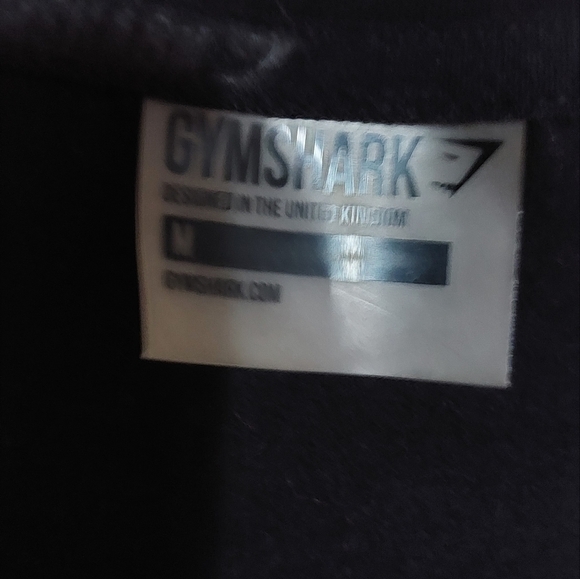 GYMSHARK
DESIGNED IN THE UNITED KINGDOM
M
GYMSHARK.COM